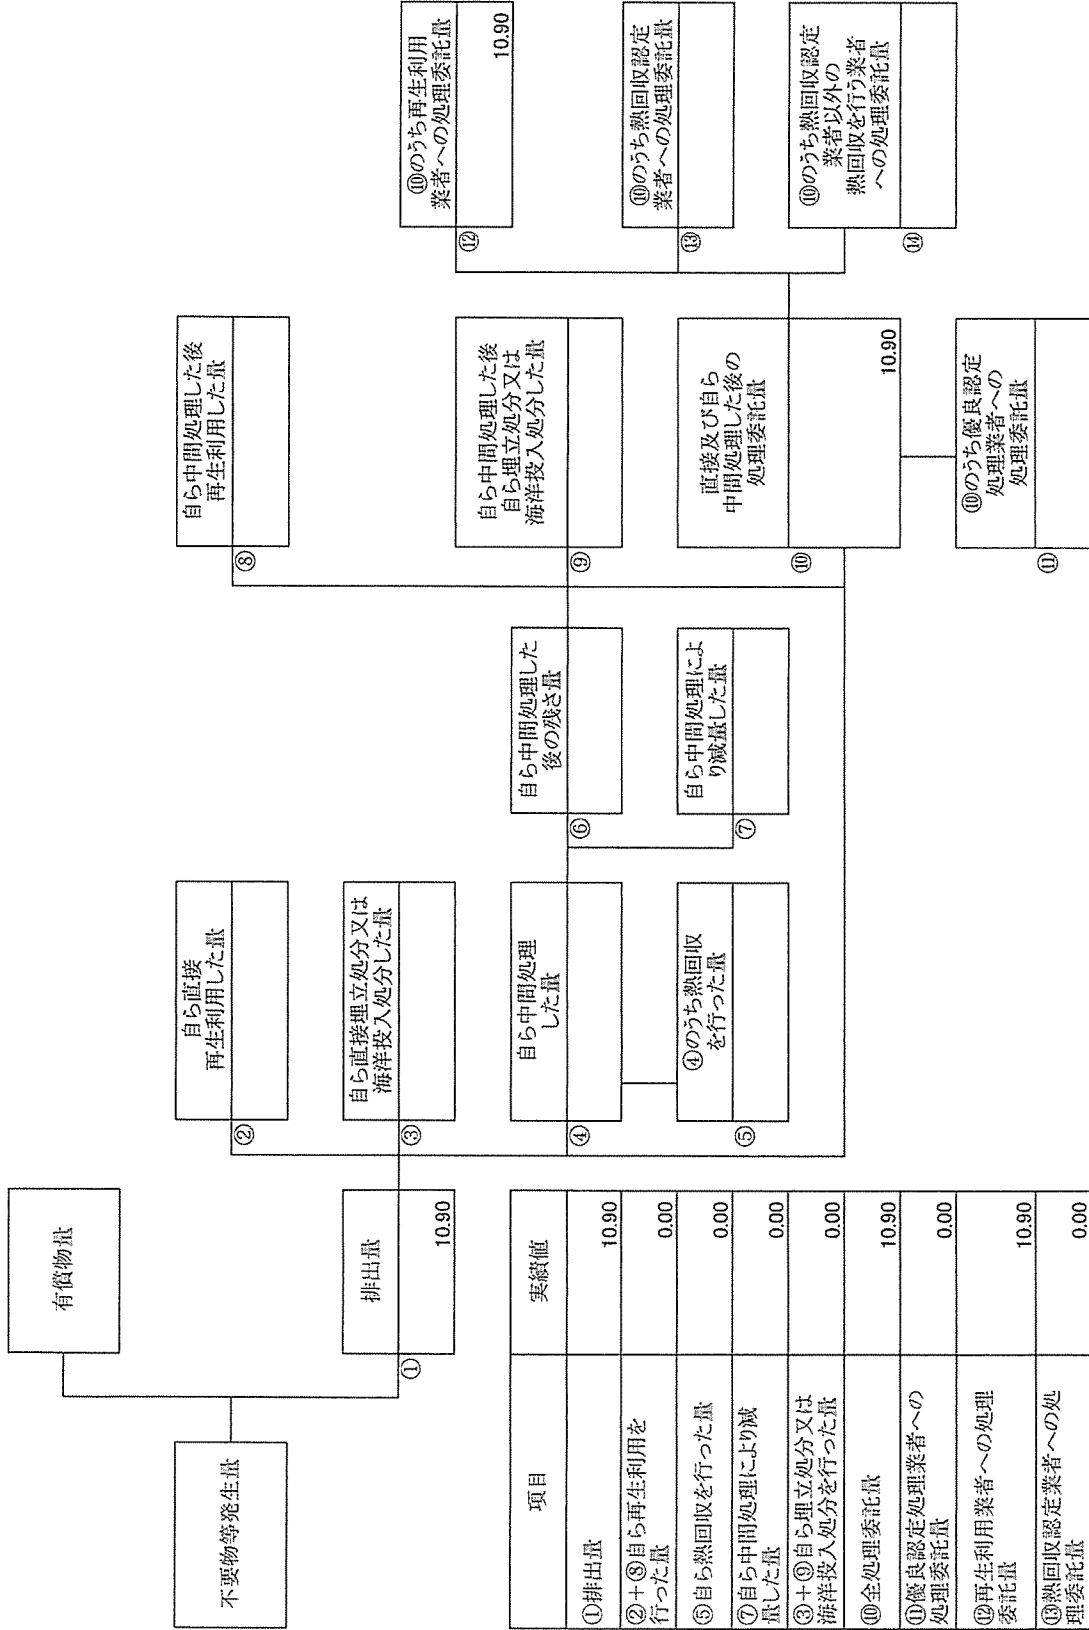 不要物等発生量
有償物量
①
排出量
10.90
②
自ら直接
再生利用した量
③
自ら直接埋立処分又は
海洋投入処分した量
④
自ら中間処理
した量
⑤
④のうち熱回収
を行った量
⑥
自ら中間処理した
後の残さ量
⑦
自ら中間処理によ
り減量した量
⑧
自ら中間処理した後
再生利用した量
⑨
自ら中間処理した後
自ら埋立処分又は
海洋投入処分した量
⑩
直接及び自ら
中間処理した後の
処理委託量
10.90
⑪
⑩のうち優良認定
処理業者への
処理委託量
⑫
⑩のうち再生利用
業者への処理委託量
10.90
⑬
⑩のうち熱回収認定
業者への処理委託量
⑭
⑩のうち熱回収認定
業者以外の
熱回収を行う業者
への処理委託量
項目 実績値
①排出量 10.90
②+⑧自ら再生利用を
行った量 0.00
⑤自ら熱回収を行った量 0.00
⑦自ら中間処理により減
量した量 0.00
③+⑨自ら埋立処分又は
海洋投入処分を行った量 0.00
⑩全処理委託量 10.90
⑪優良認定処理業者への
処理委託量 0.00
⑫再生利用業者への処理
委託量 10.90
⑬熱回収認定業者への処
理委託量 0.00